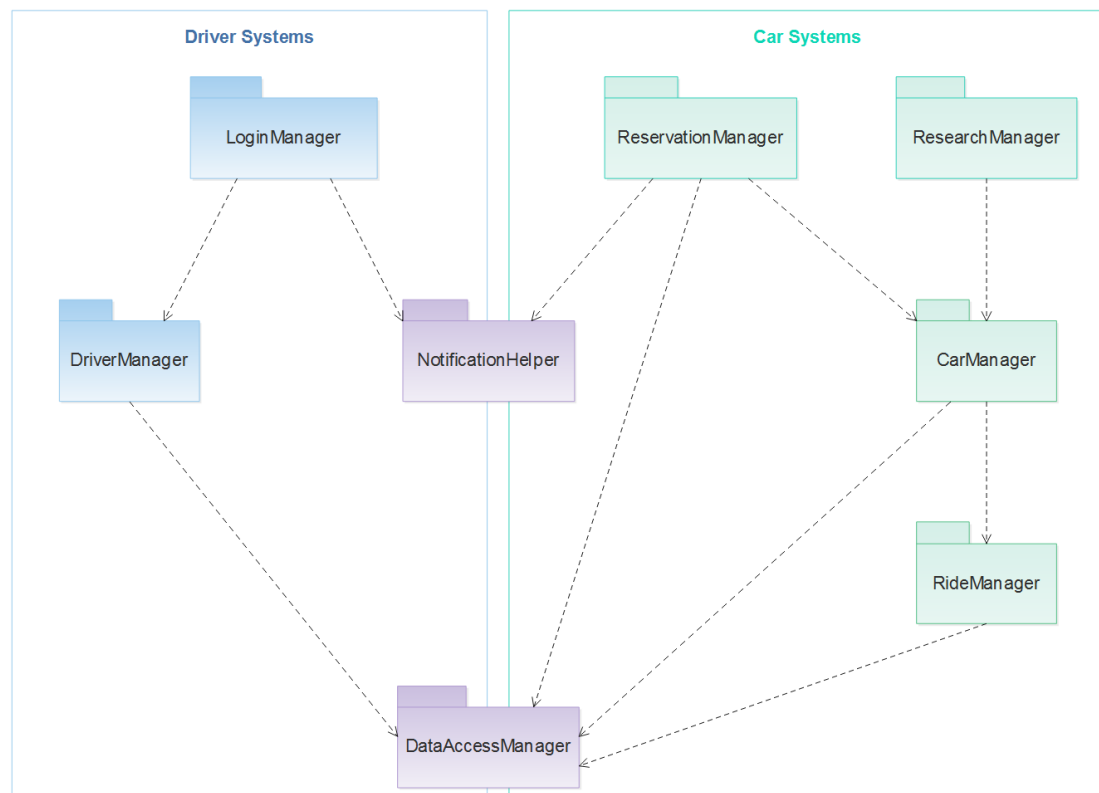 Driver Systems
Car Systems
LoginManager
ReservationManager
ResearchManager
DriverManager
NotificationHelper
CarManager
RideManager
DataAccessManager